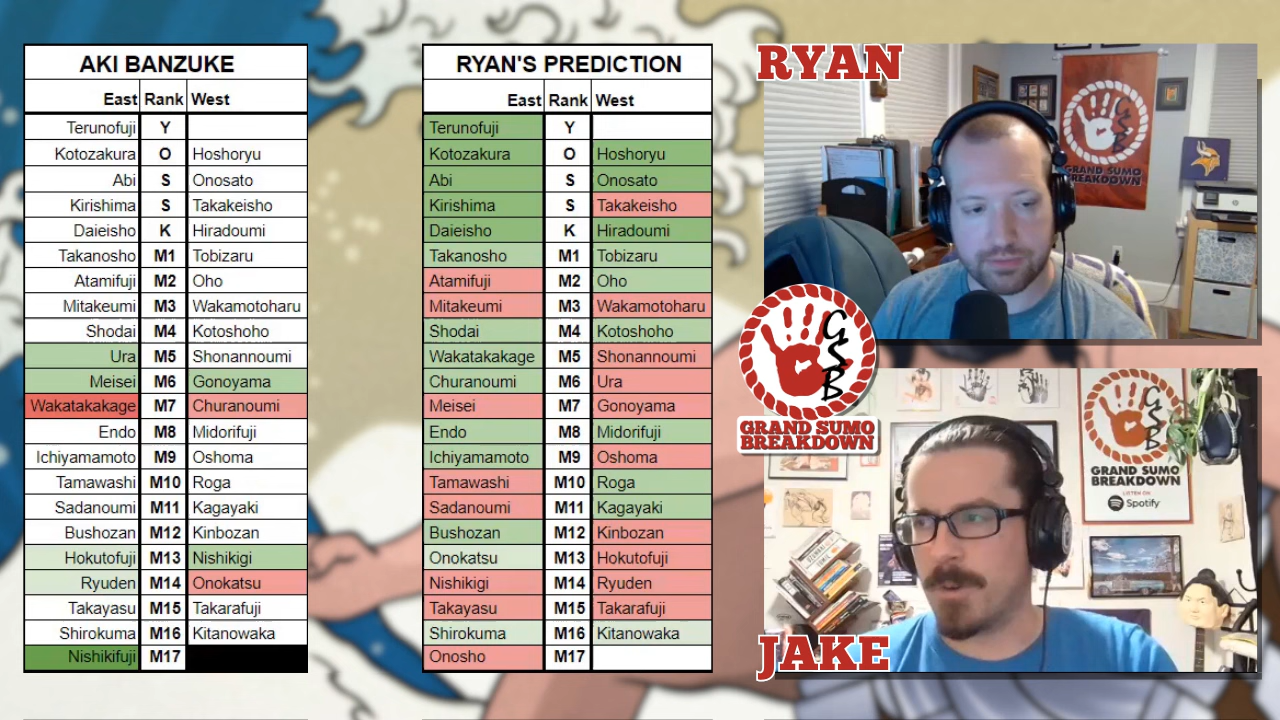 AKI BANZUKE
East Rank West
Terunofuji Y
Kotozakura O Hoshoryu
Abi S Onosato
Kirishima S Takakeisho
Daieisho K Hiradoumi
Takanosho M1 Tobizaru
Atamifuji M2 Oho
Mitakeumi M3 Wakamotoharu
Shodai M4 Kotoshoho
Ura M5 Shonannoumi
Meisei M6 Gonoyama
Wakatakakage M7 Churanoumi
Endo M8 Midorifuji
Ichiyamamoto M9 Oshoma
Tamawashi M10 Roga
Sadanoumi M11 Kagayaki
Bushozan M12 Kinbozan
Hokutofuji M13 Nishikigi
Ryuden M14 Onokatsu
Takayasu M15 Takarafuji
Shirokuma M16 Kitanowaka
Nishikifuji M17
RYAN'S PREDICTION
East Rank West
Terunofuji Y
Kotozakura O Hoshoryu
Abi S Onosato
Kirishima S Takakeisho
Daieisho K Hiradoumi
Takanosho M1 Tobizaru
Atamifuji M2 Oho
Mitakeumi M3 Wakamotoharu
Shodai M4 Kotoshoho
Wakatakakage M5 Shonannoumi
Churanoumi M6 Ura
Meisei M7 Gonoyama
Endo M8 Midorifuji
Ichiyamamoto M9 Oshoma
Tamawashi M10 Roga
Sadanoumi M11 Kagayaki
Bushozan M12 Kinbozan
Onokatsu M13 Hokutofuji
Nishikigi M14 Ryuden
Takayasu M15 Takarafuji
Shirokuma M16 Kitanowaka
Onosho M17
RYAN
GRAND SUMO
BREAKDOWN
GSB
GRAND SUMO
BREAKDOWN
GSB
GRAND SUMO
BREAKDOWN
LISTEN ON
Spotify
JAKE